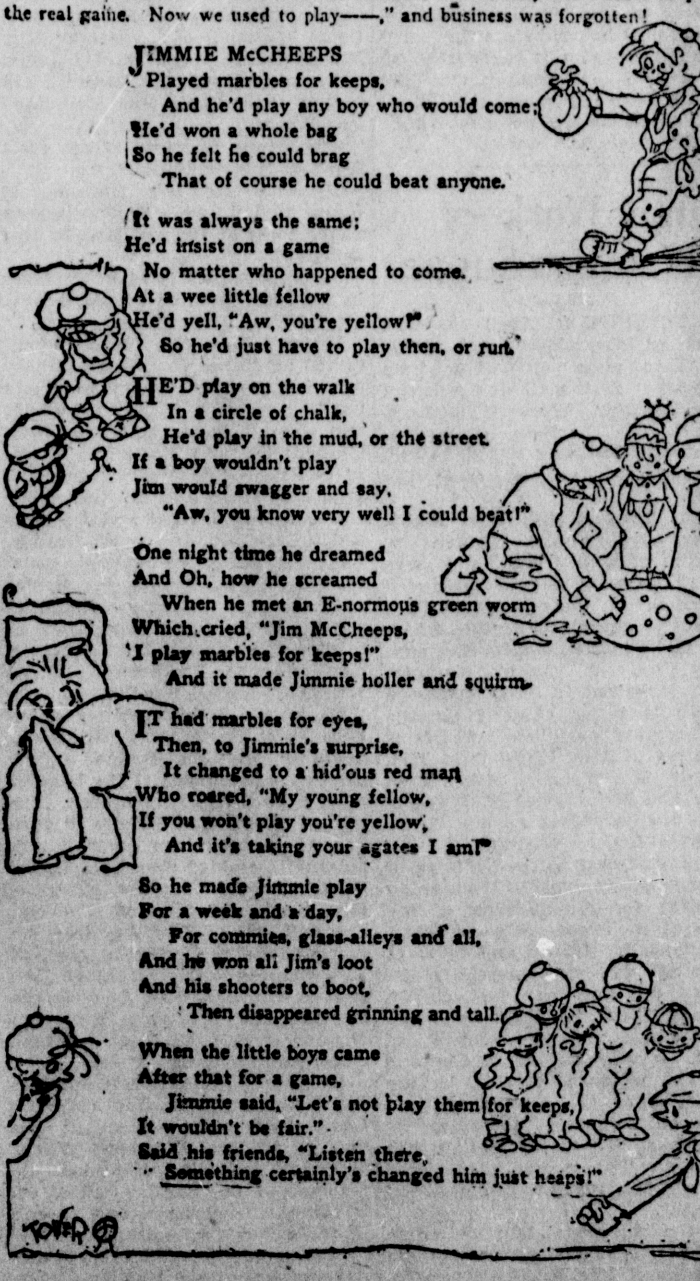 the real game. Now we used to play——," and business was forgotten!
JIMMIE McCHEEPS
Played marbles for keeps,
And he'd play any boy who would come;
He'd won a whole bag
So he felt he could brag
That of course he could beat anyone.
It was always the same;
He'd insist on a game
No matter who happened to come.
At a wee little fellow
He'd yell, "Aw, you're yellow!"
So he'd just have to play then, or run.
HE'D play on the walk
In a circle of chalk,
He'd play in the mud, or the street.
If a boy wouldn't play
Jim would swagger and say,
"Aw, you know very well I could beat!"
One night time he dreamed
And Oh, how he screamed
When he met an E-normous green worm
Which cried, "Jim McCheeps,
I play marbles for keeps!"
And it made Jimmie holler and squirm.
IT had marbles for eyes,
Then, to Jimmie's surprise,
It changed to a hid'ous red man
Who roared, "My young fellow,
If you won't play you're yellow,
And it's taking your agates I am!"
So he made Jimmie play
For a week and a day,
For commies, glass-alleys and all,
And he won all Jim's loot
And his shooters to boot,
Then disappeared grinning and tall.
When the little boys came
After that for a game,
Jimmie said, "Let's not play them for keeps,
It wouldn't be fair."
Said his friends, "Listen there,
Something certainly's changed him just heaps!"